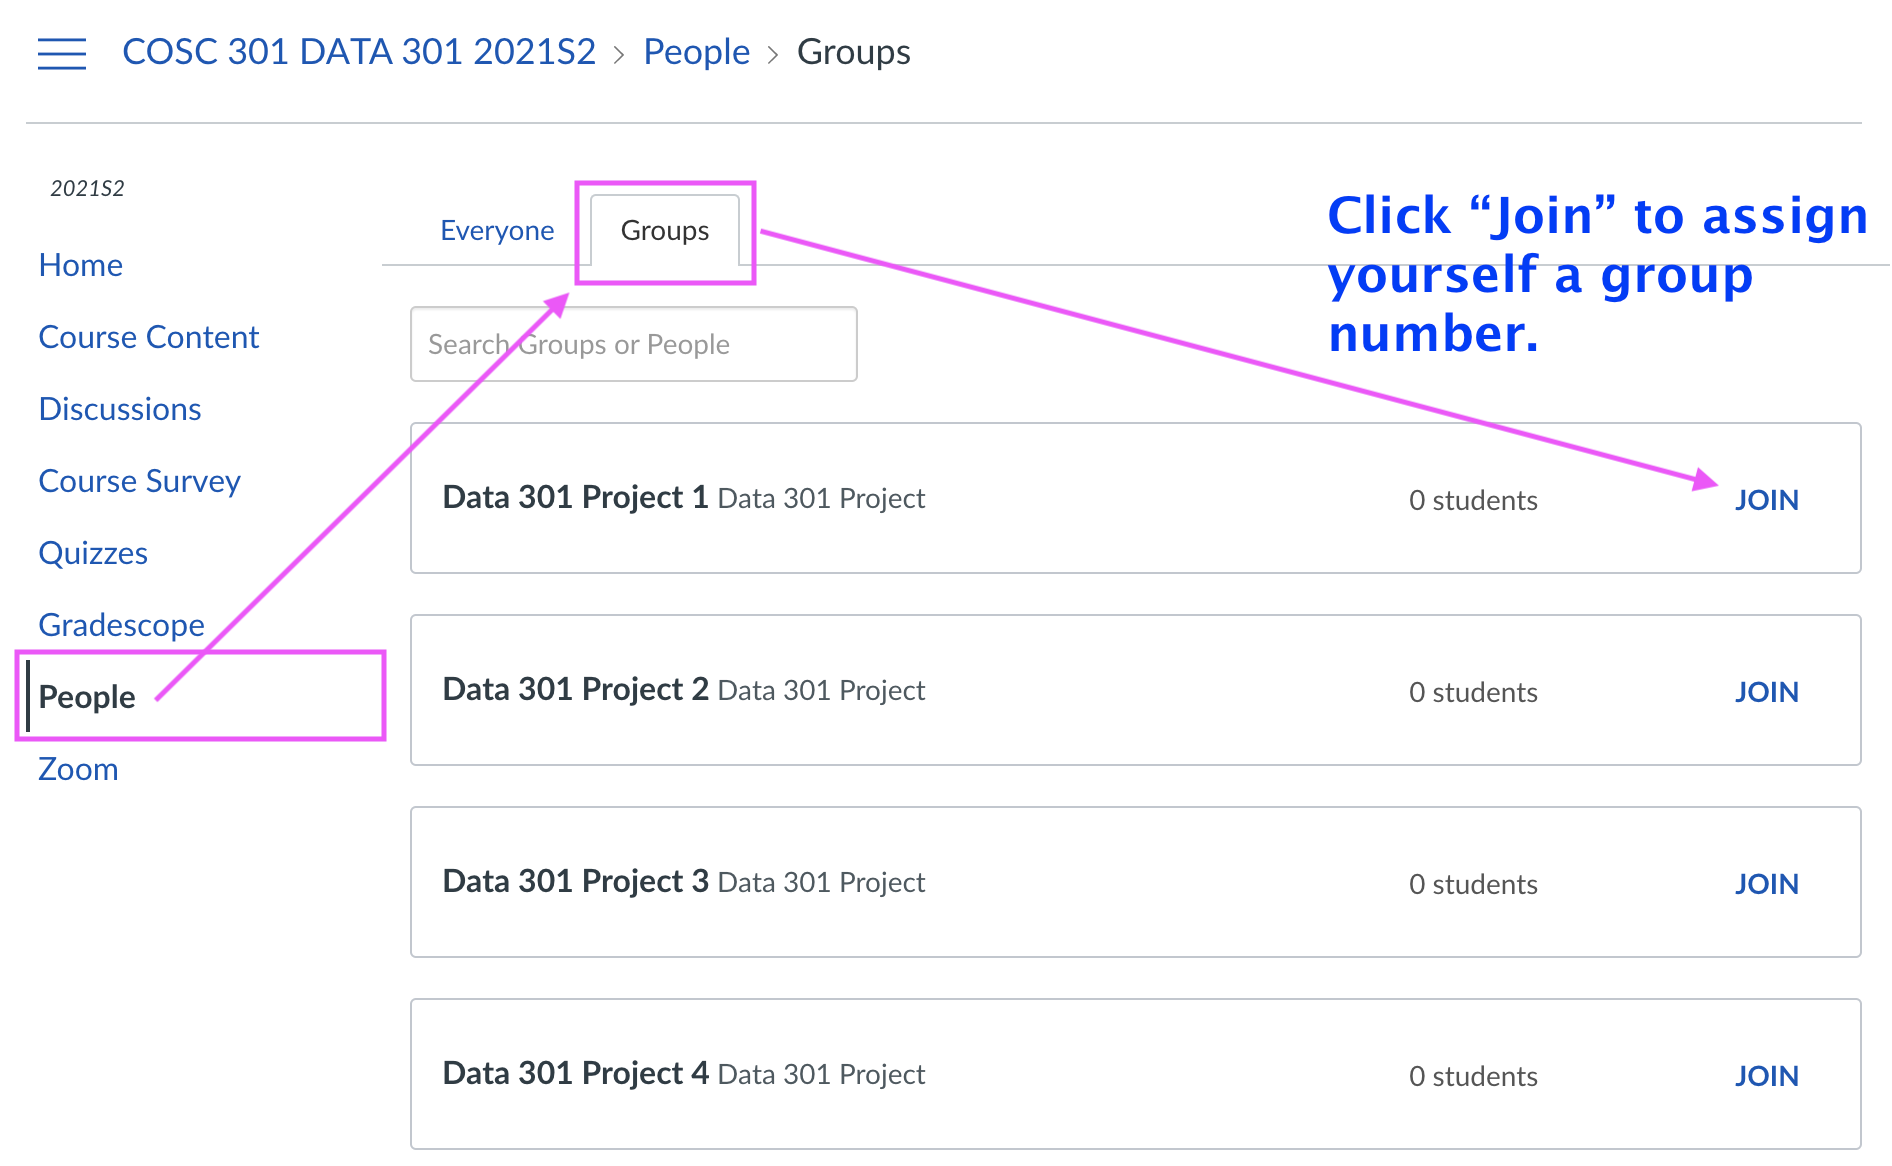 COSC 301 DATA 301 2021S2 > People > Groups
2021S2
Home
Course Content
Discussions
Course Survey
Quizzes
Gradescope
People
Zoom
Everyone
Groups
Click “Join” to assign
yourself a group
number.
Search Groups or People
Data 301 Project 1 Data 301 Project 0 students JOIN
Data 301 Project 2 Data 301 Project 0 students JOIN
Data 301 Project 3 Data 301 Project 0 students JOIN
Data 301 Project 4 Data 301 Project 0 students JOIN